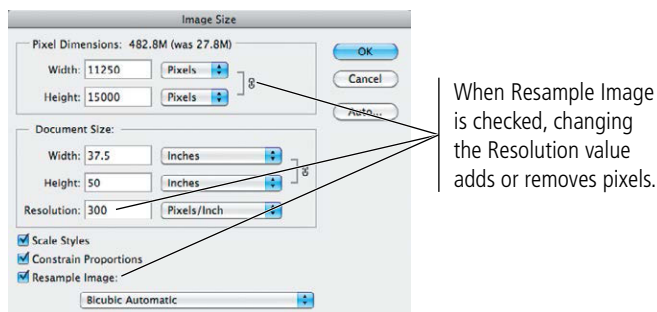 Image Size
Pixel Dimensions: 482.8M (was 27.8M)
Width: 11250 Pixels
Height: 15000 Pixels
OK
Cancel
Auto...
Document Size:
Width: 37.5 Inches
Height: 50 Inches
Resolution: 300 Pixels/Inch
Scale Styles
Constrain Proportions
Resample Image:
Bicubic Automatic
When Resample Image
is checked, changing
the Resolution value
adds or removes pixels.